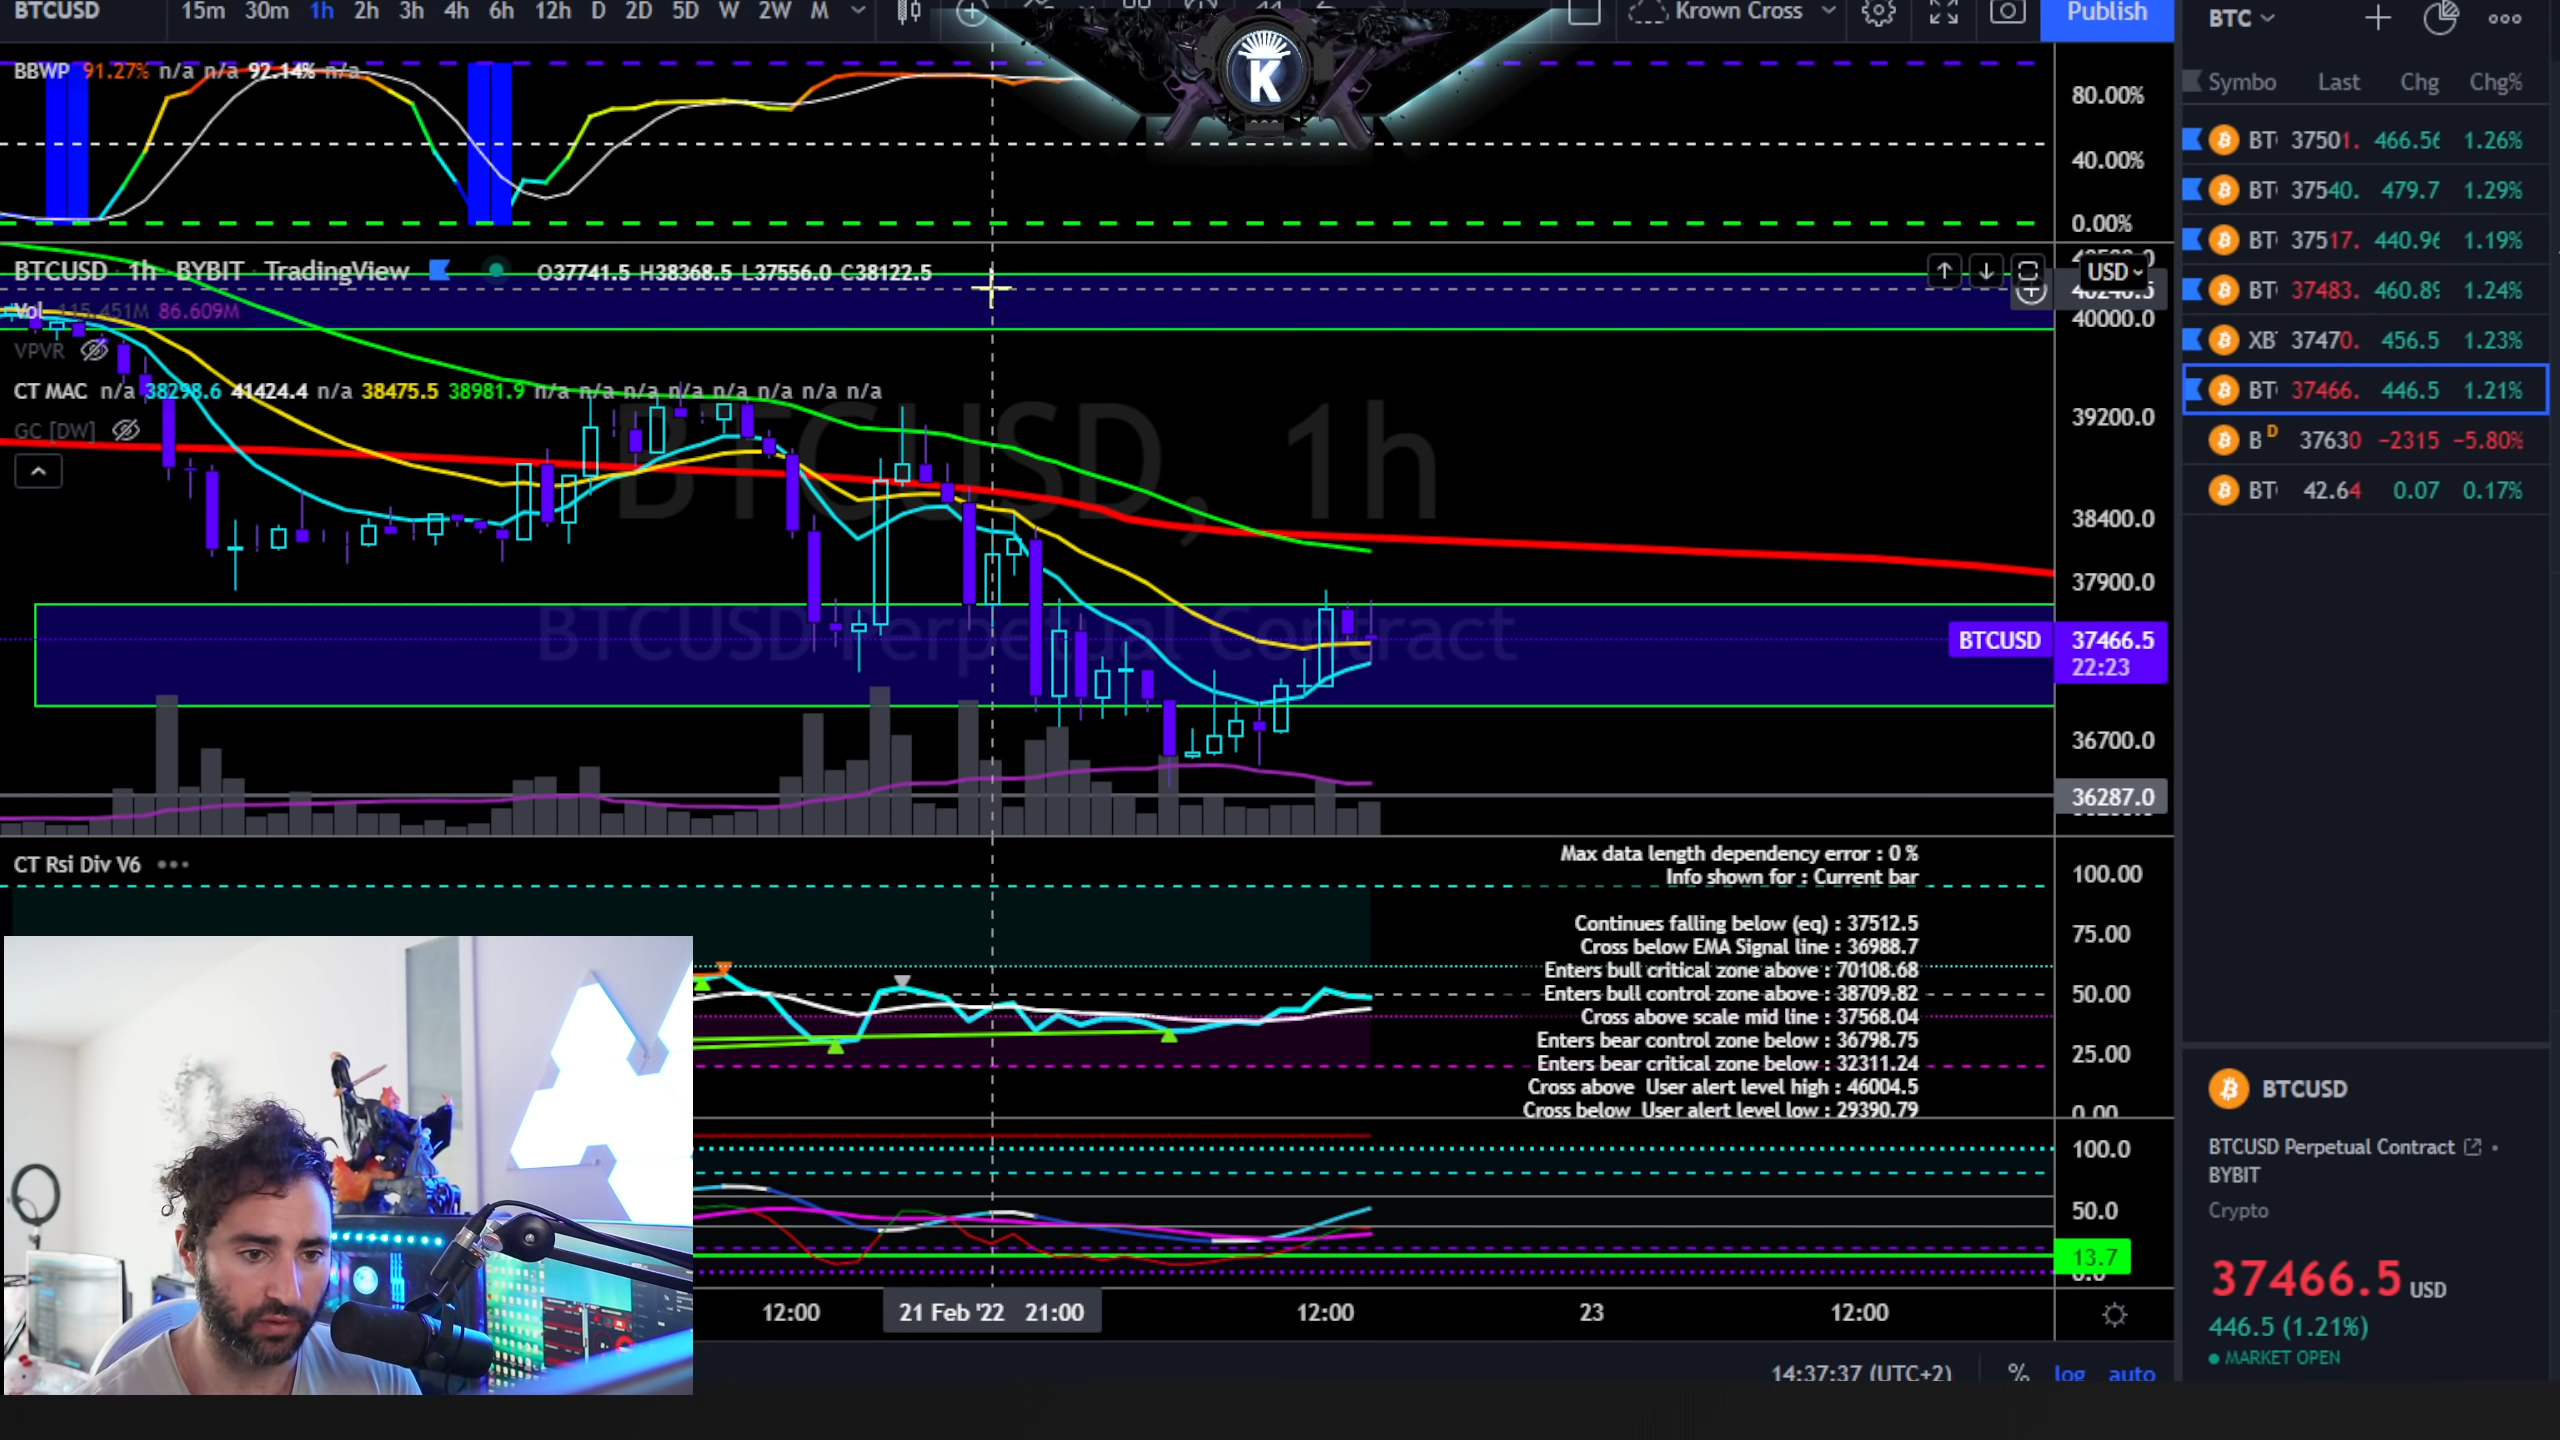 BTCUSD 15m 30m 1h 2h 3h 4h 6h 12h D 2D 5D W 2W M Krown Cross Publish
BBWP 91.27% n/a n/a 92.14% n/a
K
80.00%
40.00%
0.00%
BTCUSD 1h BYBIT TradingView O37741.5 H38368.5 L37556.0 C38122.5
USD
Vol 115.451M 86.609M
40000.0
VPVR
CT MAC n/a 38298.6 41424.4 n/a 38475.5 38981.9 n/a n/a n/a n/a n/a n/a n/a n/a
GC [DW]
39200.0
38400.0
37900.0
BTCUSD, 1h
BTCUSD Perpetual Contract
BTCUSD 37466.5
22:23
36700.0
36287.0
CT Rsi Div V6
Max data length dependency error : 0 %
Info shown for : Current bar
Continues falling below (eq) : 37512.5
Cross below EMA Signal line : 36988.7
Enters bull critical zone above : 70108.68
Enters bull control zone above : 38709.82
Cross above scale mid line : 37568.04
Enters bear control zone below : 36798.75
Enters bear critical zone below : 32311.24
Cross above User alert level high : 46004.5
Cross below User alert level low : 29390.79
100.00
75.00
50.00
25.00
0.00
100.0
50.0
13.7
12:00 21 Feb '22 21:00 12:00 23 12:00
14:37:37 (UTC+2) % log auto
BTC
Symbo Last Chg Chg%
BT 37501. 466.56 1.26%
BT 37540. 479.7 1.29%
BT 37517. 440.96 1.19%
BT 37483. 460.89 1.24%
XB 37470. 456.5 1.23%
BT 37466. 446.5 1.21%
B D 37630 −2315 −5.80%
BT 42.64 0.07 0.17%
BTCUSD
BTCUSD Perpetual Contract
BYBIT
Crypto
37466.5 USD
446.5 (1.21%)
MARKET OPEN